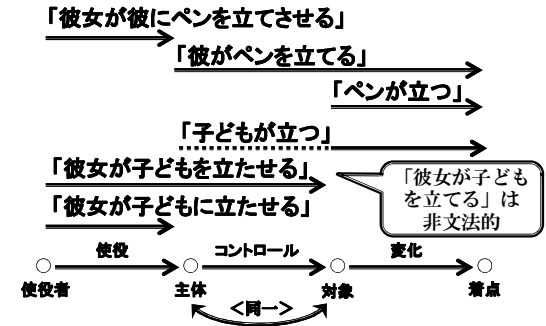 「彼女が彼にペンを立てさせる」
「彼がペンを立てる」
「ペンが立つ」
「子どもが立つ」
「彼女が子どもを立たせる」
「彼女が子どもに立たせる」
「彼女が子ども
を立てる」は
非文法的
使役 コントロール 変化
使役者 主体 対象 着点
<同一>